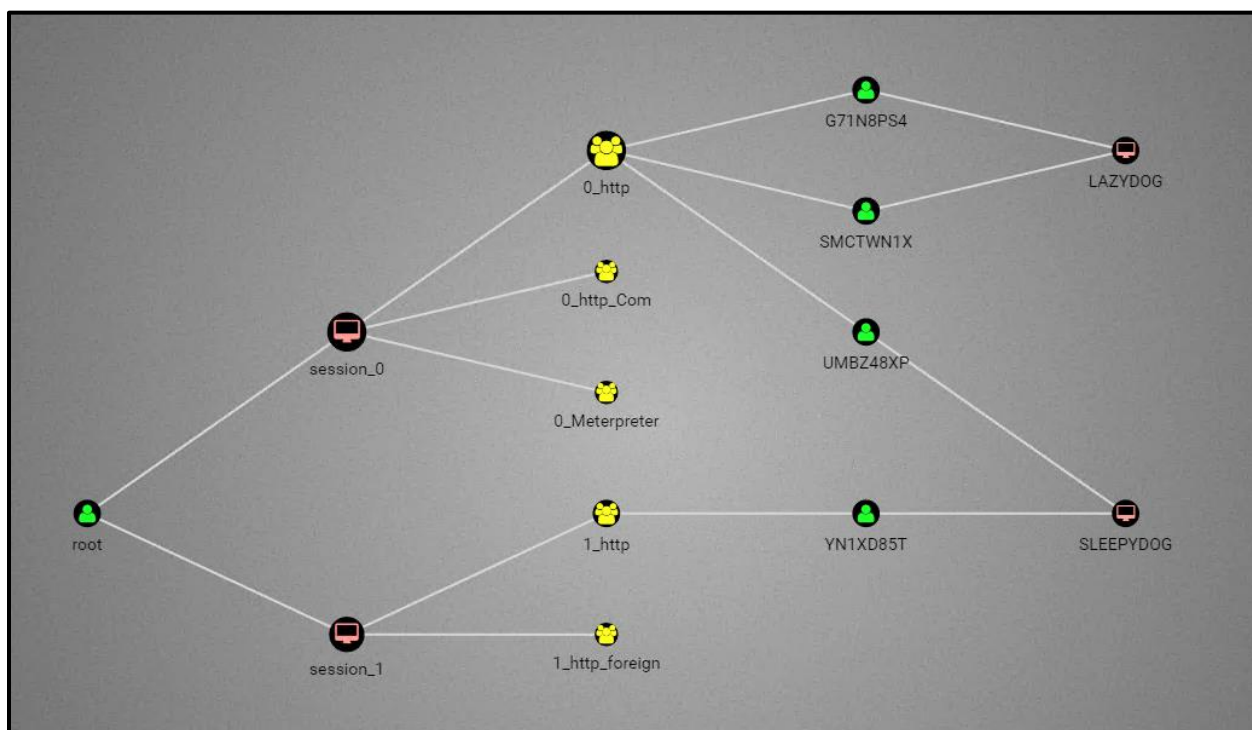 G71N8PS4
LAZYDOG
0_http
SMCTWN1X
0_http_Com
session_0
UMBZ48XP
0_Meterpreter
root
1_http
YN1XD85T
SLEEPYDOG
session_1
1_http_foreign